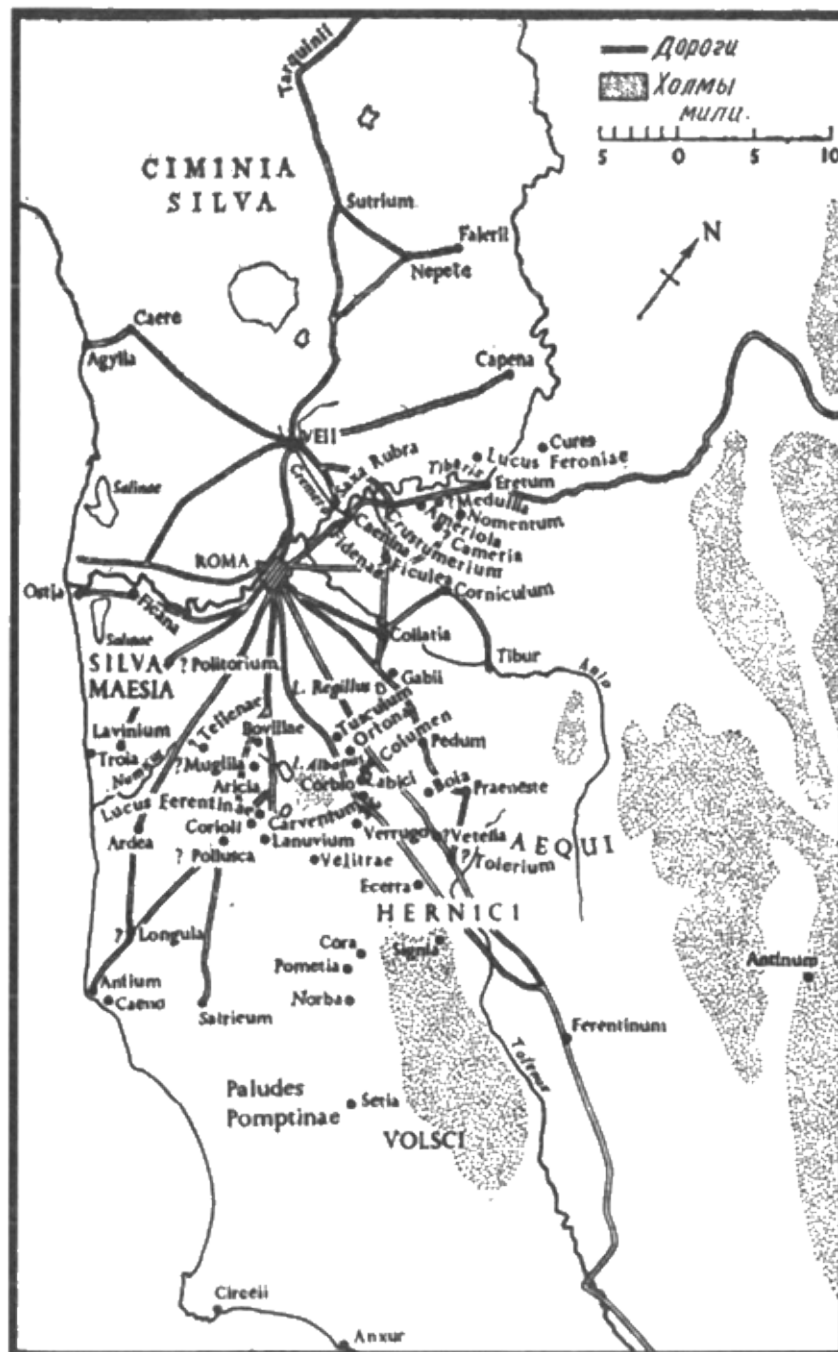 Tarquinii
Дороги
Холмы
мили.
5 0 5 10
CIMINIA
SILVA
Sutrium
Falerii
Nepete
N
Caere
Agylla
Capena
VEII
Cures
Lucus Feroniae
Saxa Rubra
Tiberis
Eretum
Cremera
Medullia
Nomentum
Ameriola
? Cameria
Salinae
Crustumerium
Caenina ?
Fidenae
ROMA
Ficulea
Corniculum
Ostia
Ficana
Collatia
Salinae
Tibur
Anio
SILVA
MAESIA
? Politorium
Gabii
L. Regillus
Lavinium
? Tellenae
Tusculum
Ortona
Columen
Bovillae
Pedum
Troia
Numicus
? Mugilla
L. Albanus
Corbio
Labici
Bola
Praeneste
Aricia
Lucus Ferentinae
Carventum
Ardea
Corioli
Lanuvium
Verrugo
? Vetelia
AEQUI
? Pollusca
Velitrae
? Tolerium
Ecerra
HERNICI
? Longula
Cora
Signia
Antium
Pometia
Antinum
Caeno
Satricum
Norba
Ferentinum
Tolerus
Paludes
Pomptinae
Setia
VOLSCI
Circeii
Anxur